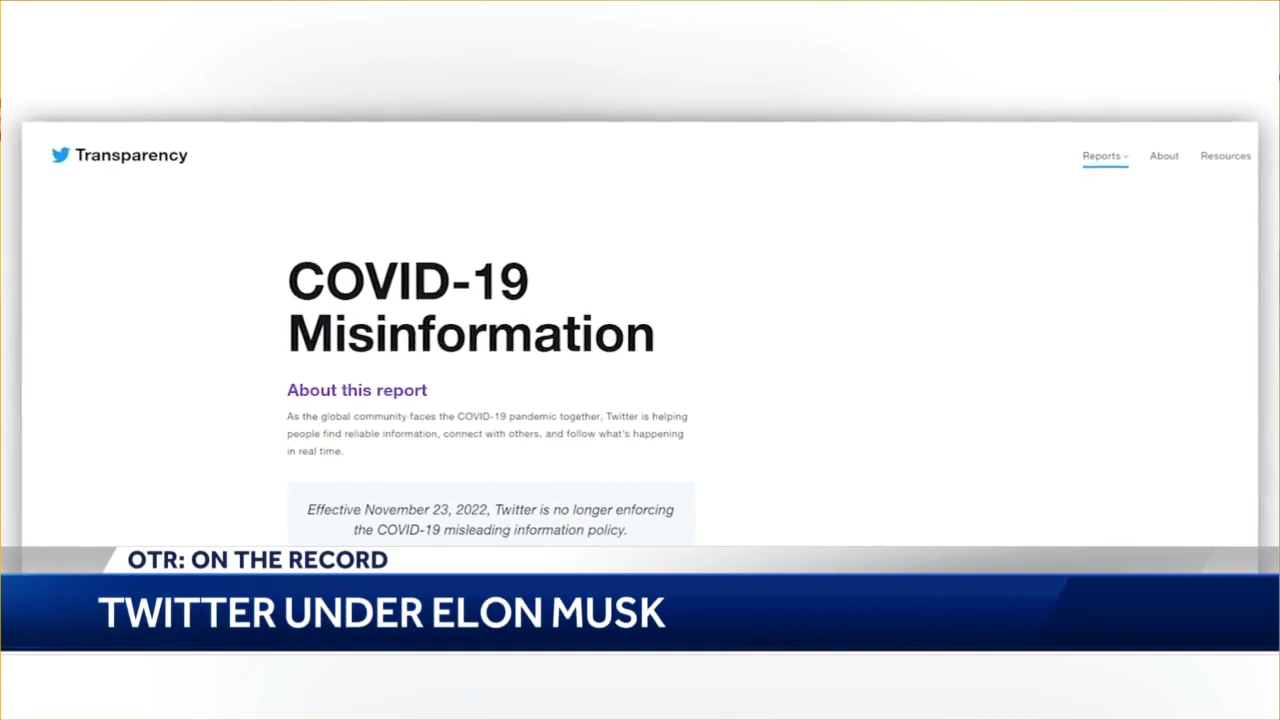 Transparency
Reports
About
Resources
COVID-19
Misinformation
About this report
As the global community faces the COVID-19 pandemic together, Twitter is helping
people find reliable information, connect with others, and follow what's happening
in real time.
Effective November 23, 2022, Twitter is no longer enforcing
the COVID-19 misleading information policy.
OTR: ON THE RECORD
TWITTER UNDER ELON MUSK